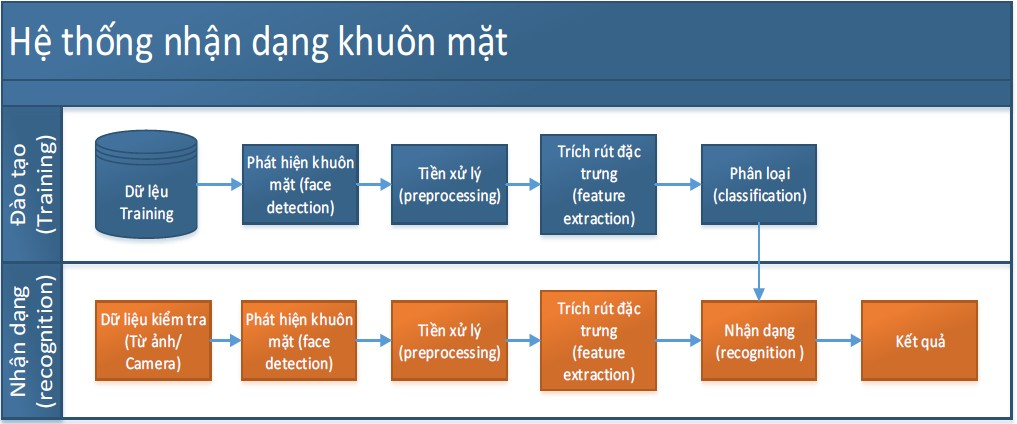 Hệ thống nhận dạng khuôn mặt
Đào tạo
(Training)
Dữ liệu
Training
Phát hiện khuôn
mặt (face
detection)
Tiền xử lý
(preprocessing)
Trích rút đặc
trưng
(feature
extraction)
Phân loại
(classification)
Nhận dạng
(recognition)
Dữ liệu kiểm tra
(Từ ảnh/
Camera)
Phát hiện khuôn
mặt (face
detection)
Tiền xử lý
(preprocessing)
Trích rút đặc
trưng
(feature
extraction)
Nhận dạng
(recognition )
Kết quả